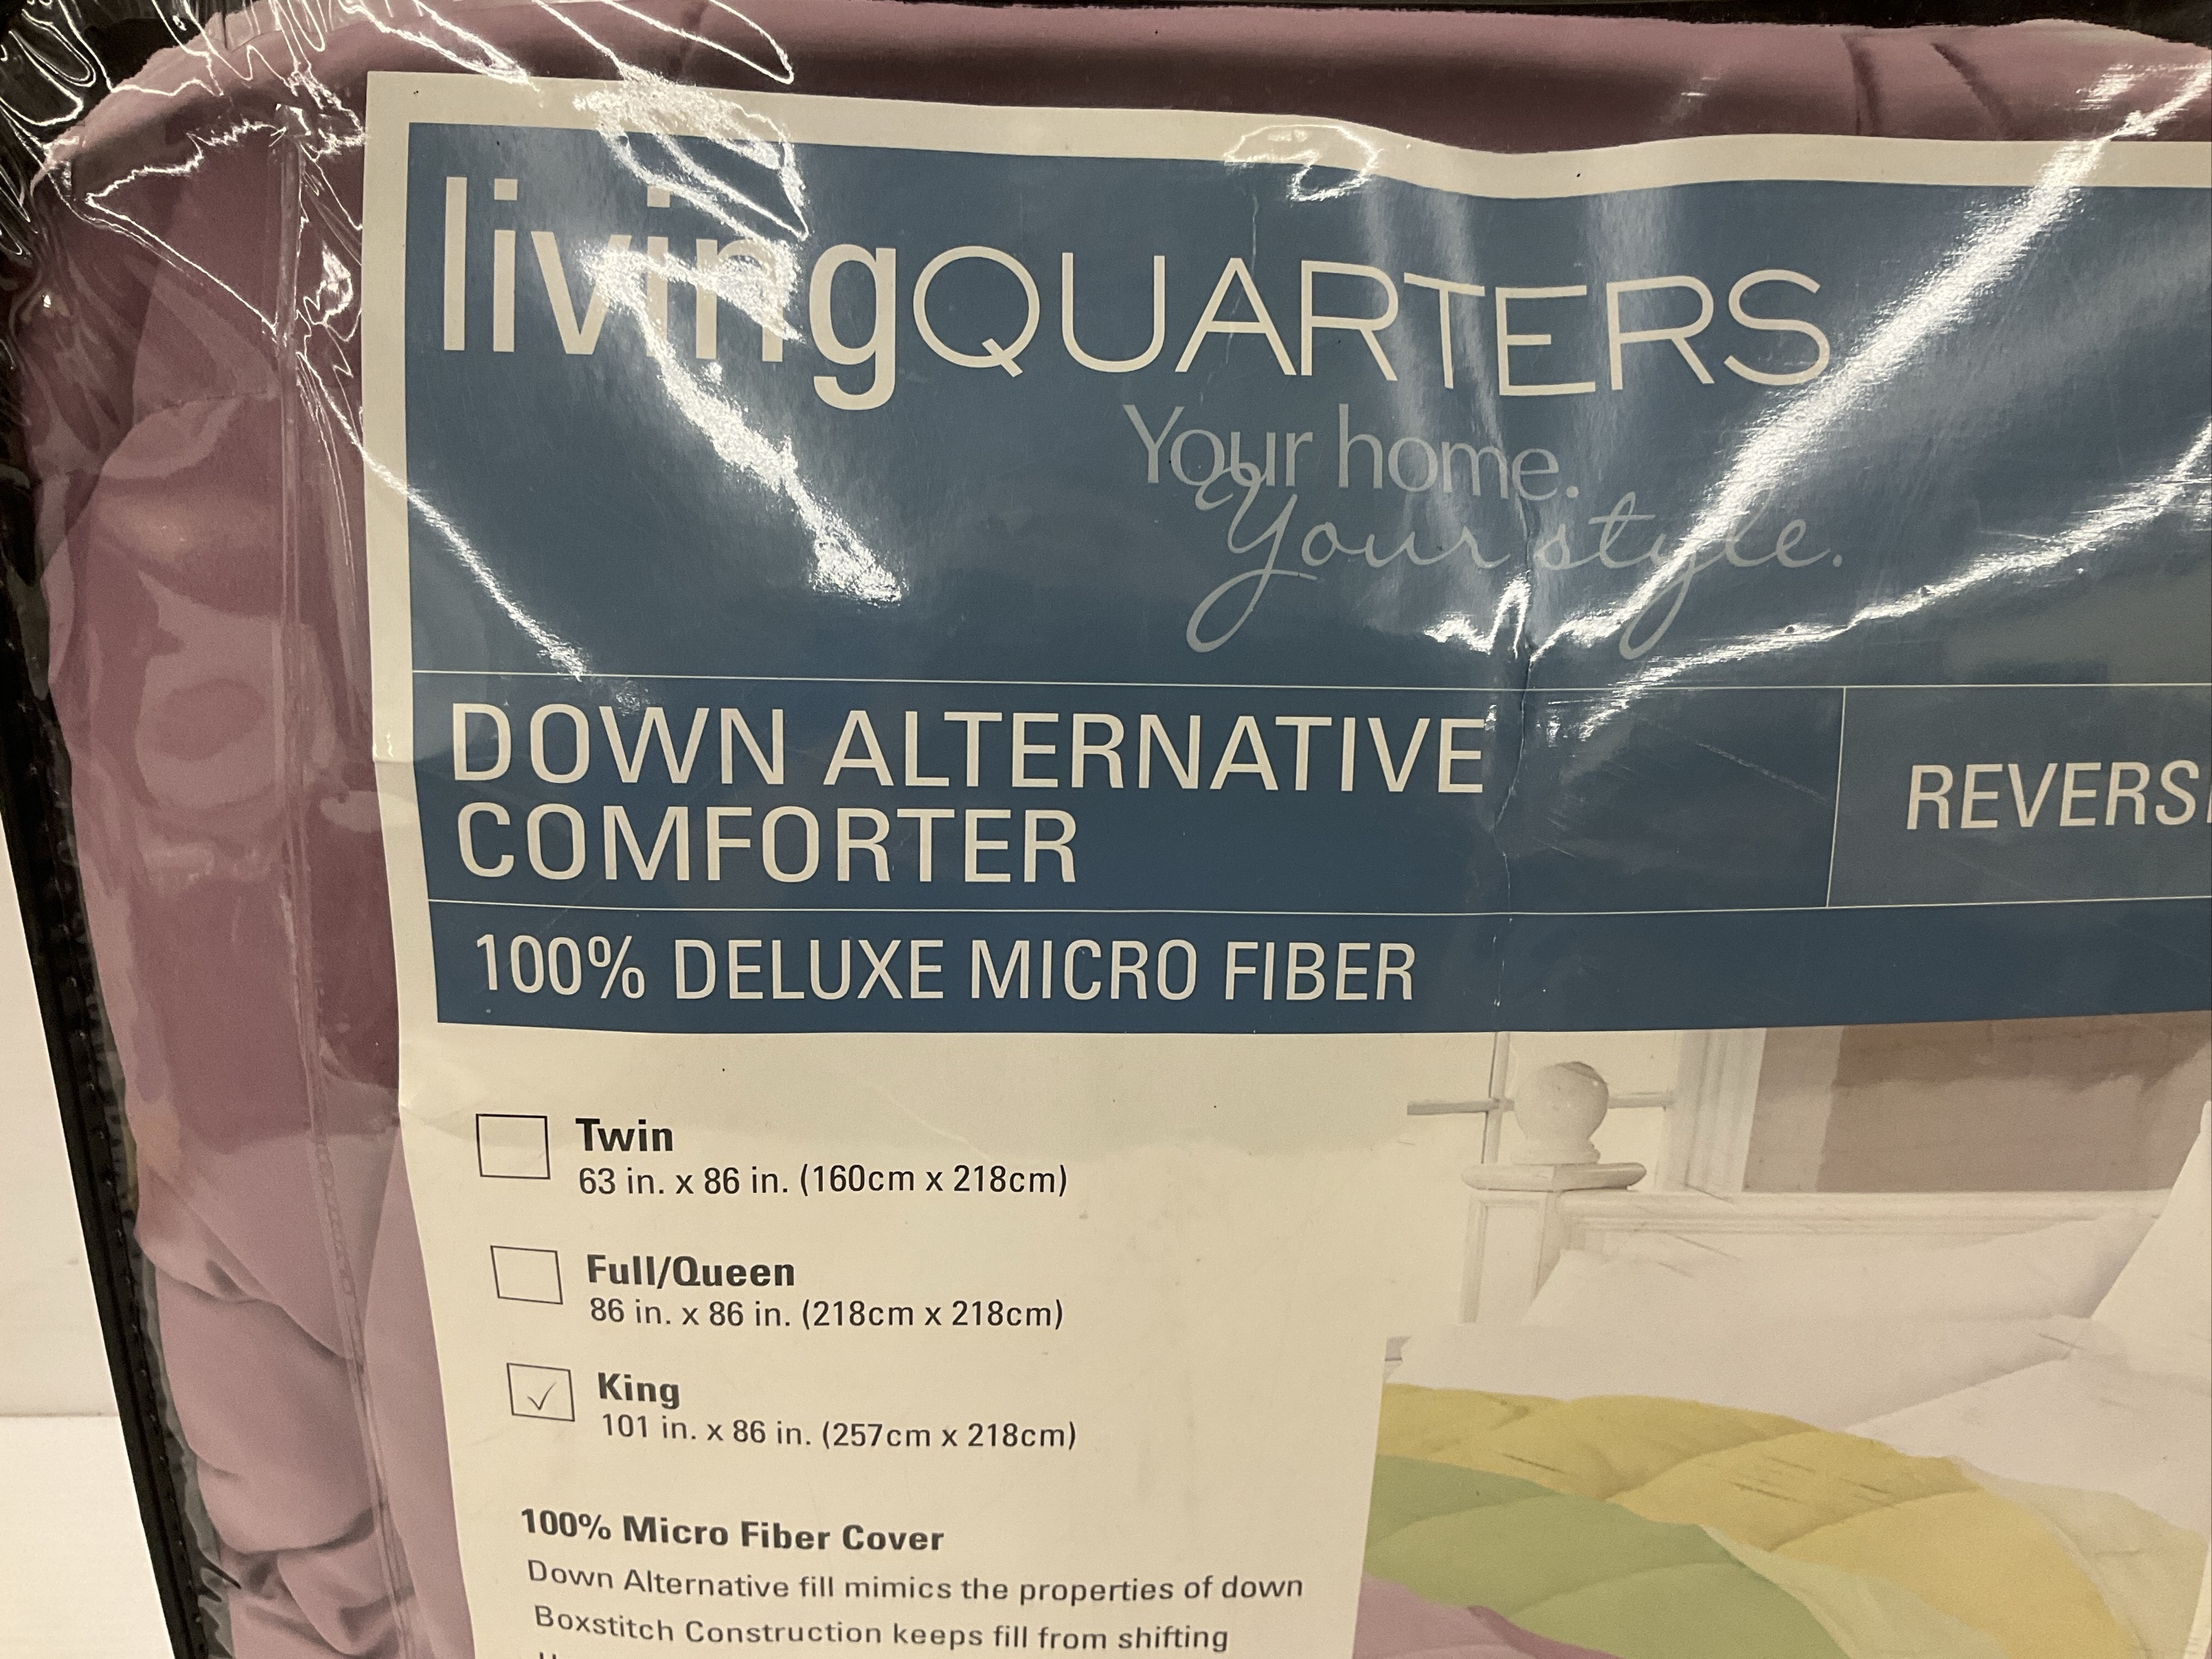 livingQUARTERS
Your home.
Your style.
DOWN ALTERNATIVE
COMFORTER
REVERSI
100% DELUXE MICRO FIBER
Twin
63 in. x 86 in. (160cm x 218cm)
Full/Queen
86 in. x 86 in. (218cm x 218cm)
King
101 in. x 86 in. (257cm x 218cm)
100% Micro Fiber Cover
Down Alternative fill mimics the properties of down
Boxstitch Construction keeps fill from shifting